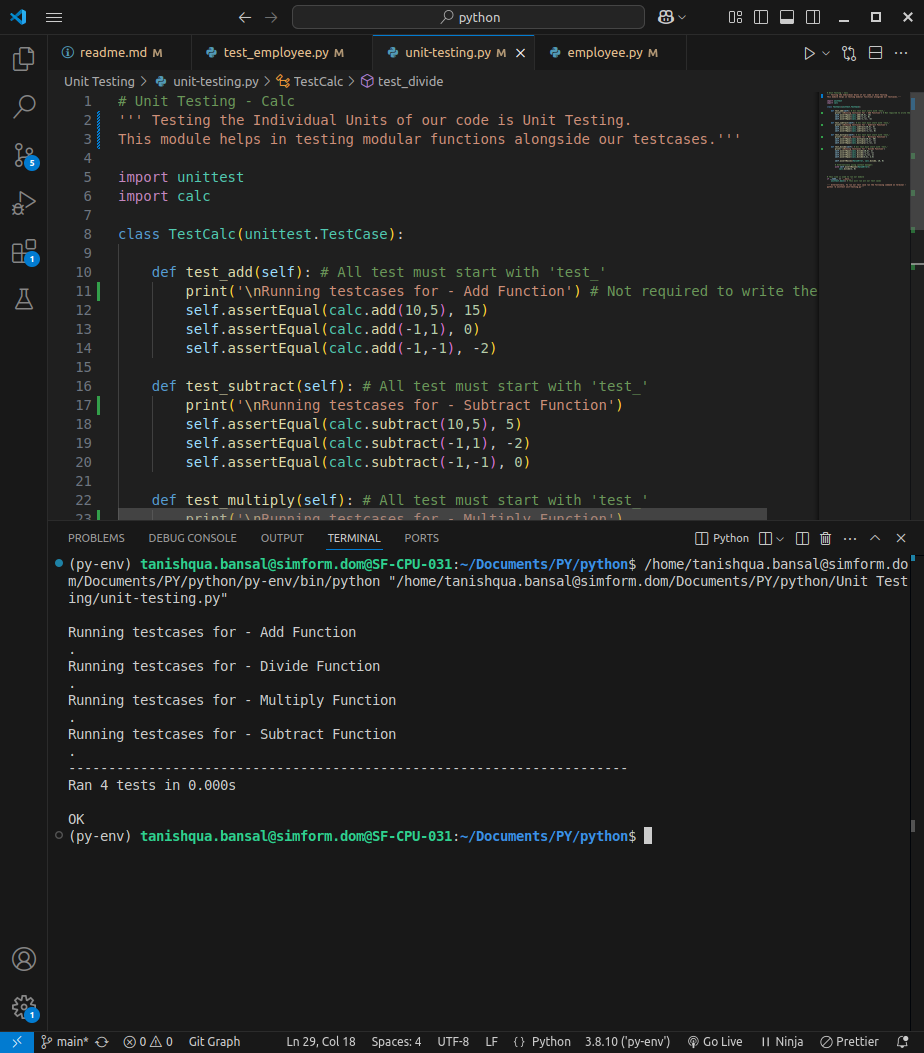 python
readme.md M
test_employee.py M
unit-testing.py M
employee.py M
Unit Testing > unit-testing.py > TestCalc > test_divide
1 # Unit Testing - Calc
2 ''' Testing the Individual Units of our code is Unit Testing.
3 This module helps in testing modular functions alongside our testcases.'''
4
5 import unittest
6 import calc
7
8 class TestCalc(unittest.TestCase):
9
10 def test_add(self): # All test must start with 'test_'
11 print('\nRunning testcases for - Add Function') # Not required to write the
12 self.assertEqual(calc.add(10,5), 15)
13 self.assertEqual(calc.add(-1,1), 0)
14 self.assertEqual(calc.add(-1,-1), -2)
15
16 def test_subtract(self): # All test must start with 'test_'
17 print('\nRunning testcases for - Subtract Function')
18 self.assertEqual(calc.subtract(10,5), 5)
19 self.assertEqual(calc.subtract(-1,1), -2)
20 self.assertEqual(calc.subtract(-1,-1), 0)
21
22 def test_multiply(self): # All test must start with 'test_'
23 print('\nRunning testcases for - Multiply Function')
5
1
PROBLEMS DEBUG CONSOLE OUTPUT TERMINAL PORTS
Python
(py-env) tanishqua.bansal@simform.dom@SF-CPU-031:~/Documents/PY/python$ /home/tanishqua.bansal@simform.do
m/Documents/PY/python/py-env/bin/python "/home/tanishqua.bansal@simform.dom/Documents/PY/python/Unit Test
ing/unit-testing.py"
Running testcases for - Add Function
.
Running testcases for - Divide Function
.
Running testcases for - Multiply Function
.
Running testcases for - Subtract Function
.
----------------------------------------------------------------------
Ran 4 tests in 0.000s
OK
(py-env) tanishqua.bansal@simform.dom@SF-CPU-031:~/Documents/PY/python$
1
main* 0 0 Git Graph Ln 29, Col 18 Spaces: 4 UTF-8 LF {} Python 3.8.10 ('py-env') Go Live Ninja Prettier